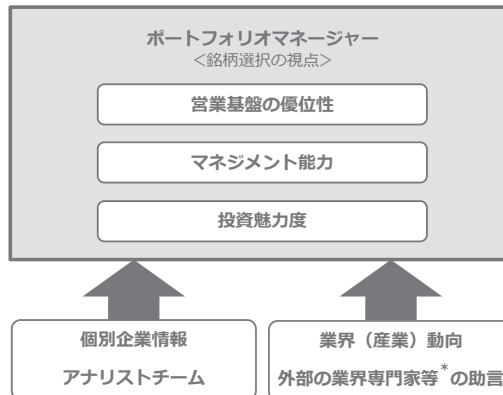 ポートフォリオマネージャー
<銘柄選択の視点>
営業基盤の優位性
マネジメント能力
投資魅力度
個別企業情報
アナリストチーム
業界（産業）動向
外部の業界専門家等*の助言